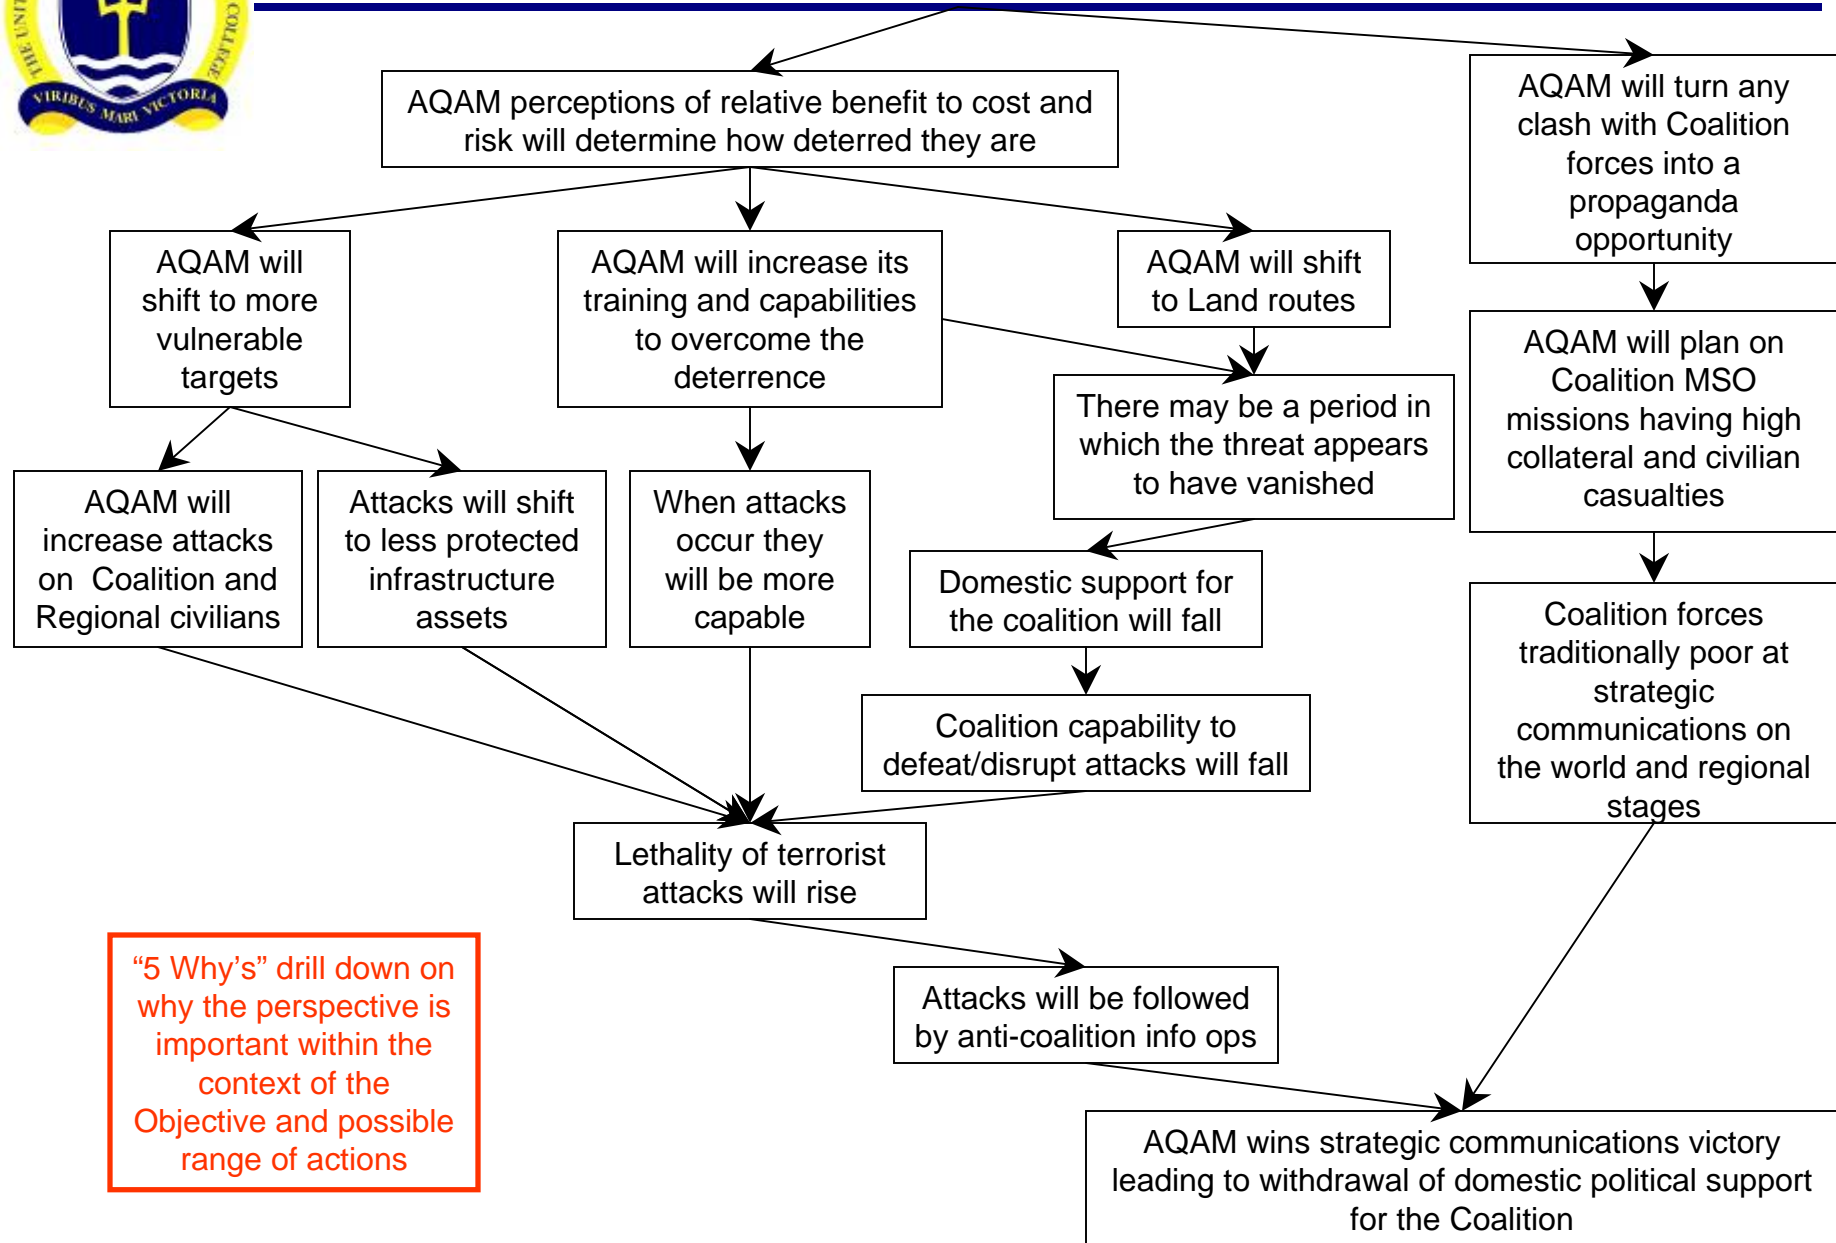 THE UNIT
COLLEGE
VIRIBUS MARI VICTORIA
AQAM perceptions of relative benefit to cost and
risk will determine how deterred they are
AQAM will turn any
clash with Coalition
forces into a
propaganda
opportunity
AQAM will
shift to more
vulnerable
targets
AQAM will increase its
training and capabilities
to overcome the
deterrence
AQAM will shift
to Land routes
AQAM will plan on
Coalition MSO
missions having high
collateral and civilian
casualties
There may be a period in
which the threat appears
to have vanished
AQAM will
increase attacks
on Coalition and
Regional civilians
Attacks will shift
to less protected
infrastructure
assets
When attacks
occur they
will be more
capable
Domestic support for
the coalition will fall
Coalition forces
traditionally poor at
strategic
communications on
the world and regional
stages
Coalition capability to
defeat/disrupt attacks will fall
Lethality of terrorist
attacks will rise
“5 Why’s” drill down on
why the perspective is
important within the
context of the
Objective and possible
range of actions
Attacks will be followed
by anti-coalition info ops
AQAM wins strategic communications victory
leading to withdrawal of domestic political support
for the Coalition